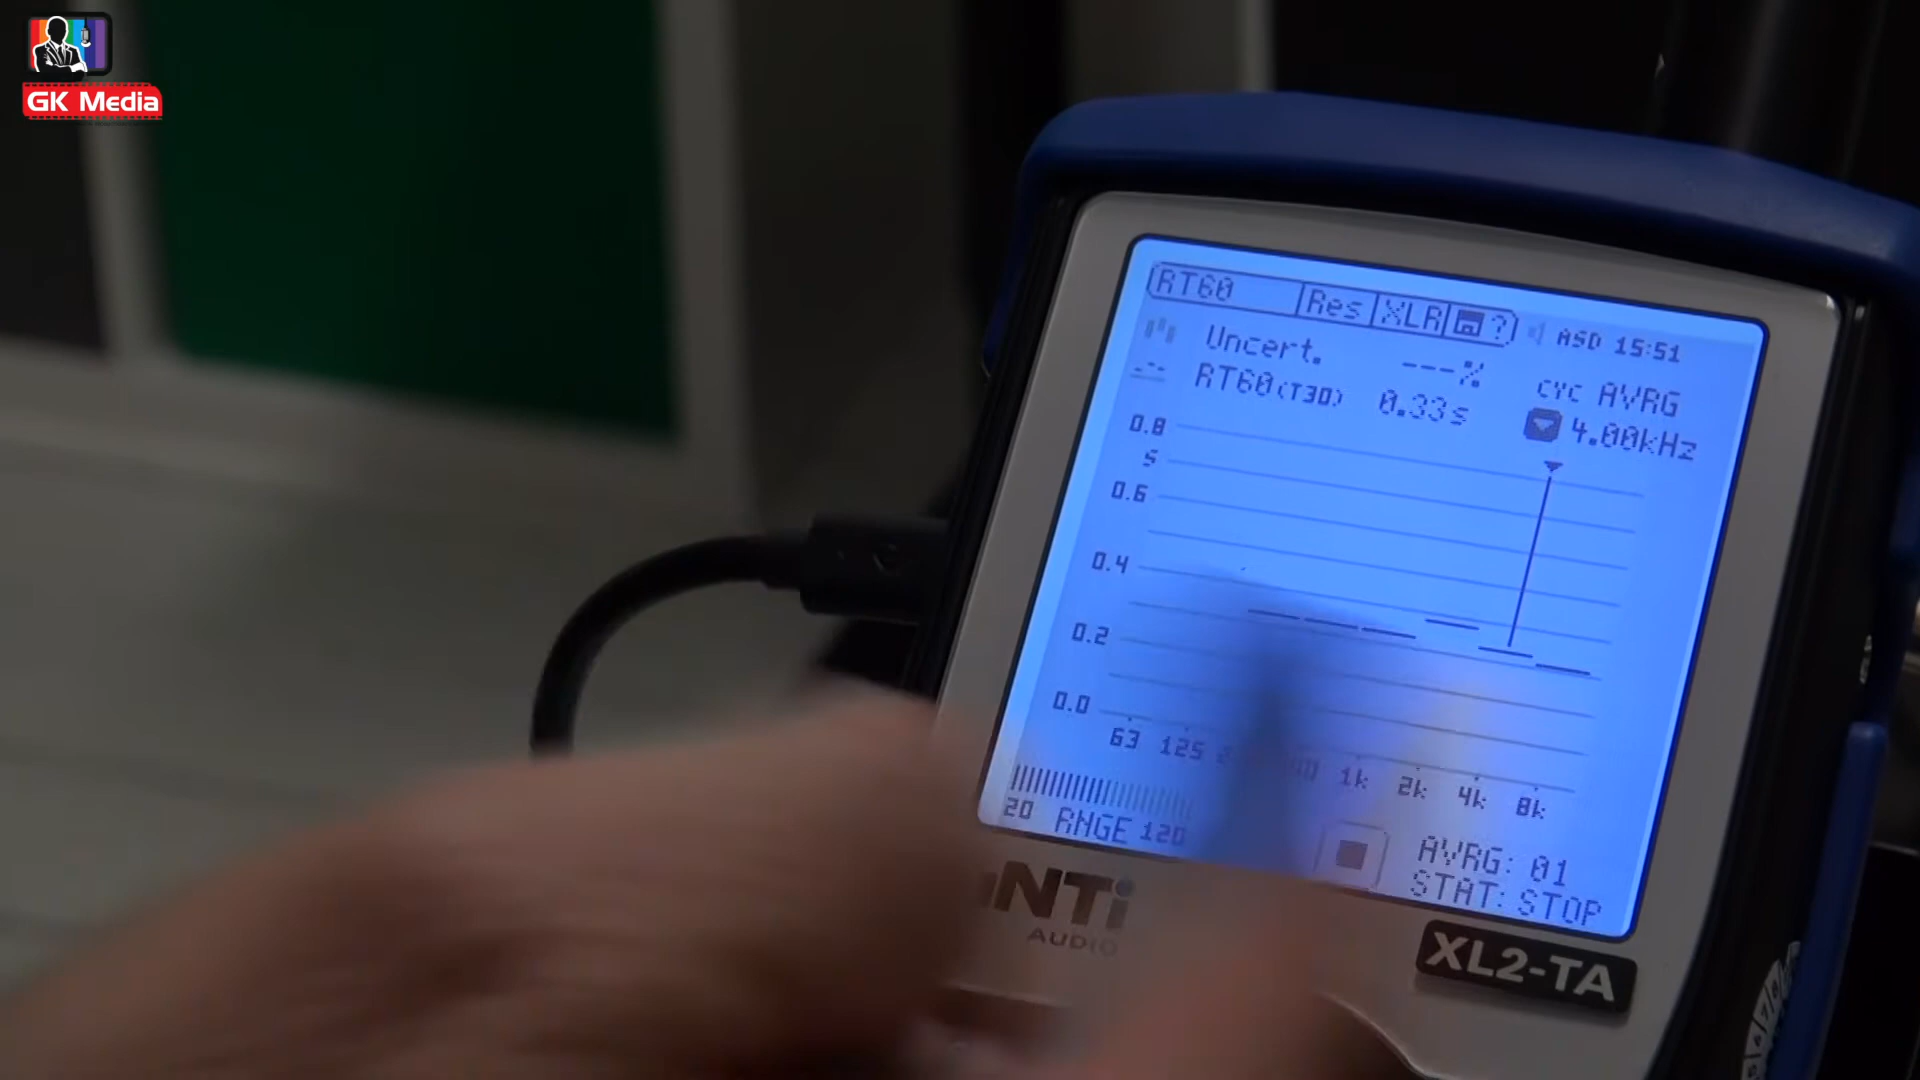 GK Media
RT60 Res XLR ? ASD 15:51
Uncert. ---% cyc AVRG
RT60(T30) 0.33s 4.00kHz
0.8
s
0.6
0.4
0.2
0.0
63 125 1k 2k 4k 8k
20 RNGE 120
AVRG: 01
STAT: STOP
NTi
AUDIO
XL2-TA